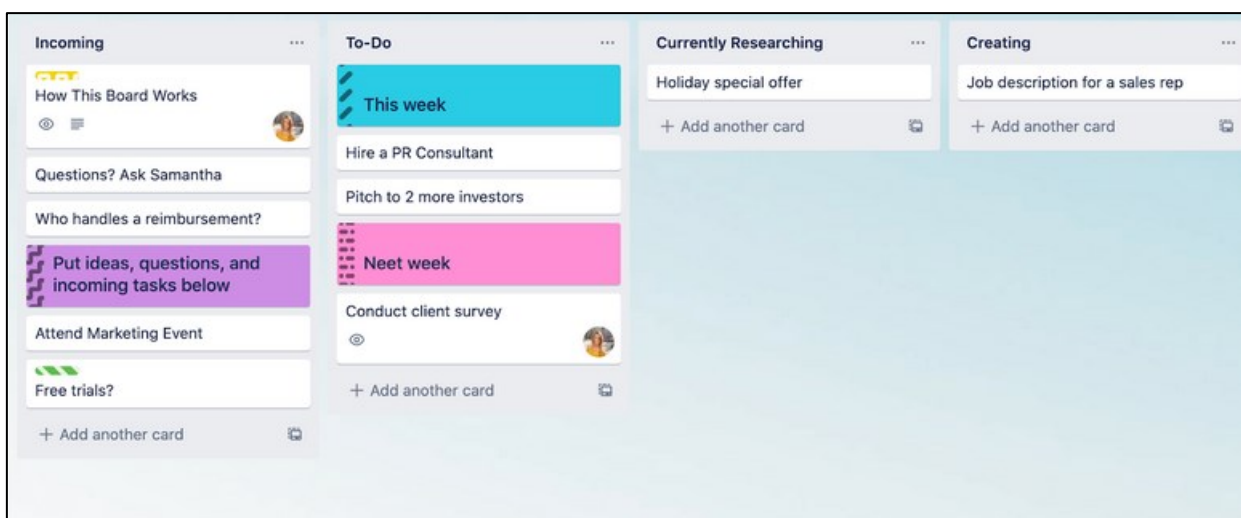 Incoming
How This Board Works
Questions? Ask Samantha
Who handles a reimbursement?
Put ideas, questions, and
incoming tasks below
Attend Marketing Event
Free trials?
+ Add another card
To-Do
This week
Hire a PR Consultant
Pitch to 2 more investors
Neet week
Conduct client survey
+ Add another card
Currently Researching
Holiday special offer
+ Add another card
Creating
Job description for a sales rep
+ Add another card